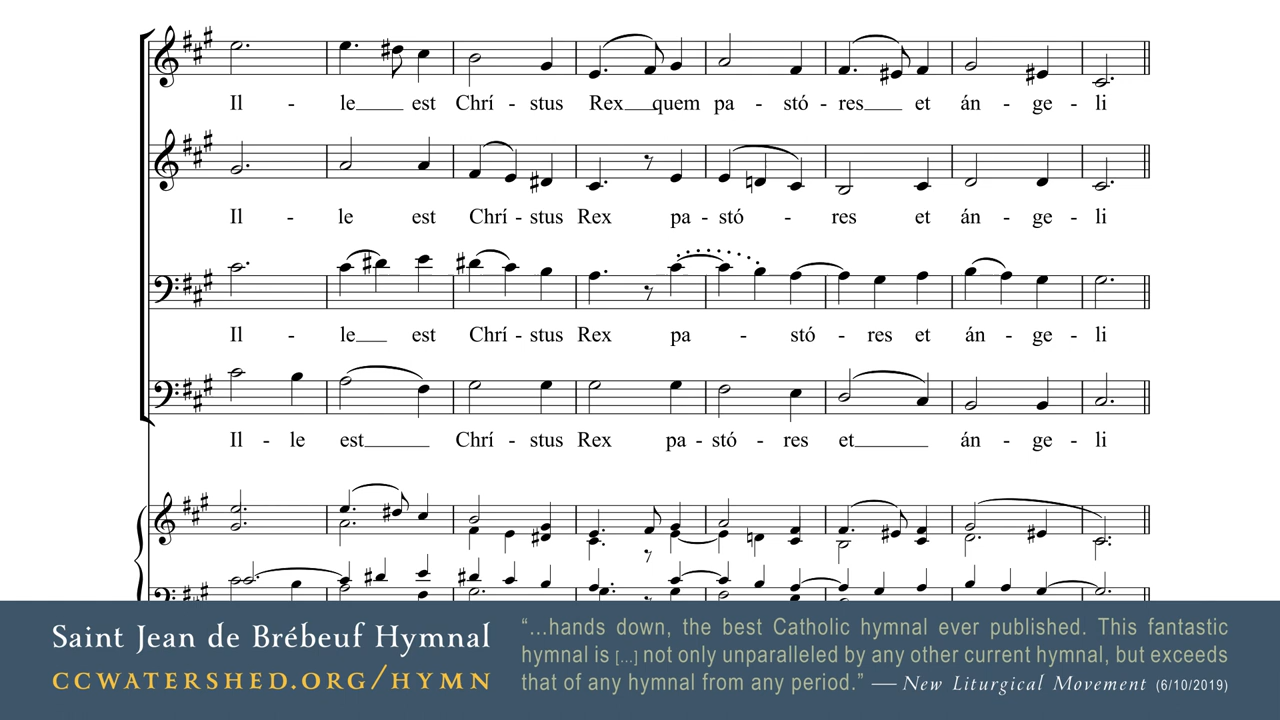 Il - le est Chrí - stus Rex quem pa - stó - res et án - ge - li
Il - le est Chrí - stus Rex pa - stó - res et án - ge - li
Il - le est Chrí - stus Rex pa - stó - res et án - ge - li
Il - le est Chrí - stus Rex pa - stó - res et án - ge - li
Saint Jean de Brébeuf Hymnal
CCWATERSHED.ORG/HYMN
“...hands down, the best Catholic hymnal ever published. This fantastic
hymnal is [...] not only unparalleled by any other current hymnal, but exceeds
that of any hymnal from any period.” — New Liturgical Movement (6/10/2019)